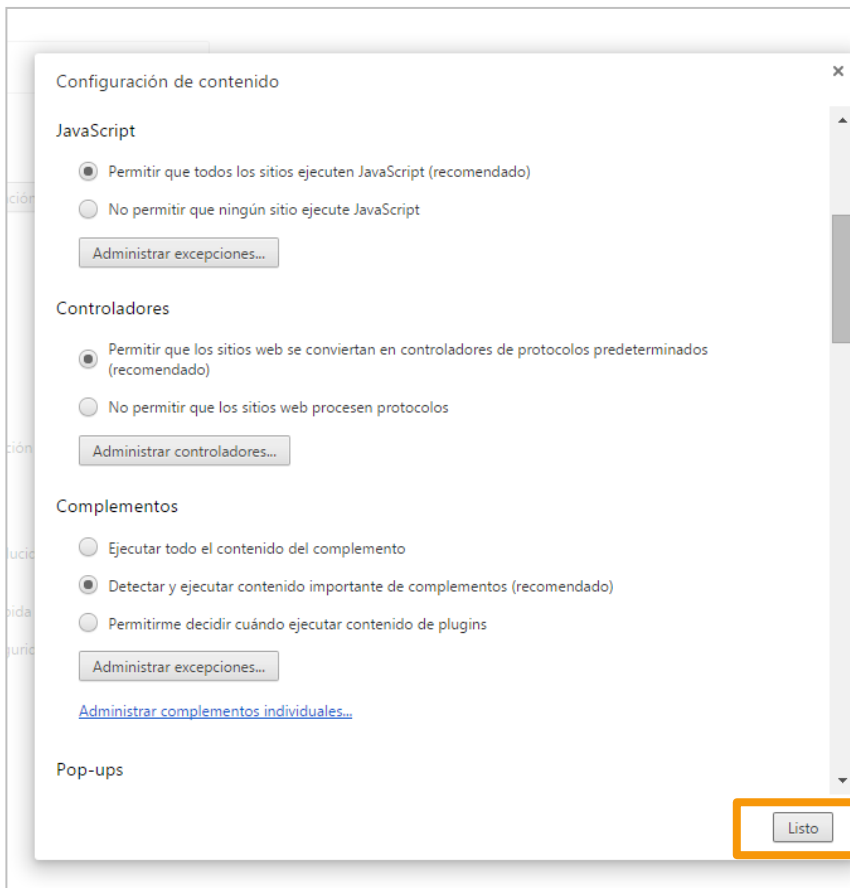 Configuración de contenido
×
JavaScript
Permitir que todos los sitios ejecuten JavaScript (recomendado)
No permitir que ningún sitio ejecute JavaScript
Administrar excepciones...
Controladores
Permitir que los sitios web se conviertan en controladores de protocolos predeterminados
(recomendado)
No permitir que los sitios web procesen protocolos
Administrar controladores...
Complementos
Ejecutar todo el contenido del complemento
Detectar y ejecutar contenido importante de complementos (recomendado)
Permitirme decidir cuándo ejecutar contenido de plugins
Administrar excepciones...
Administrar complementos individuales...
Pop-ups
Listo